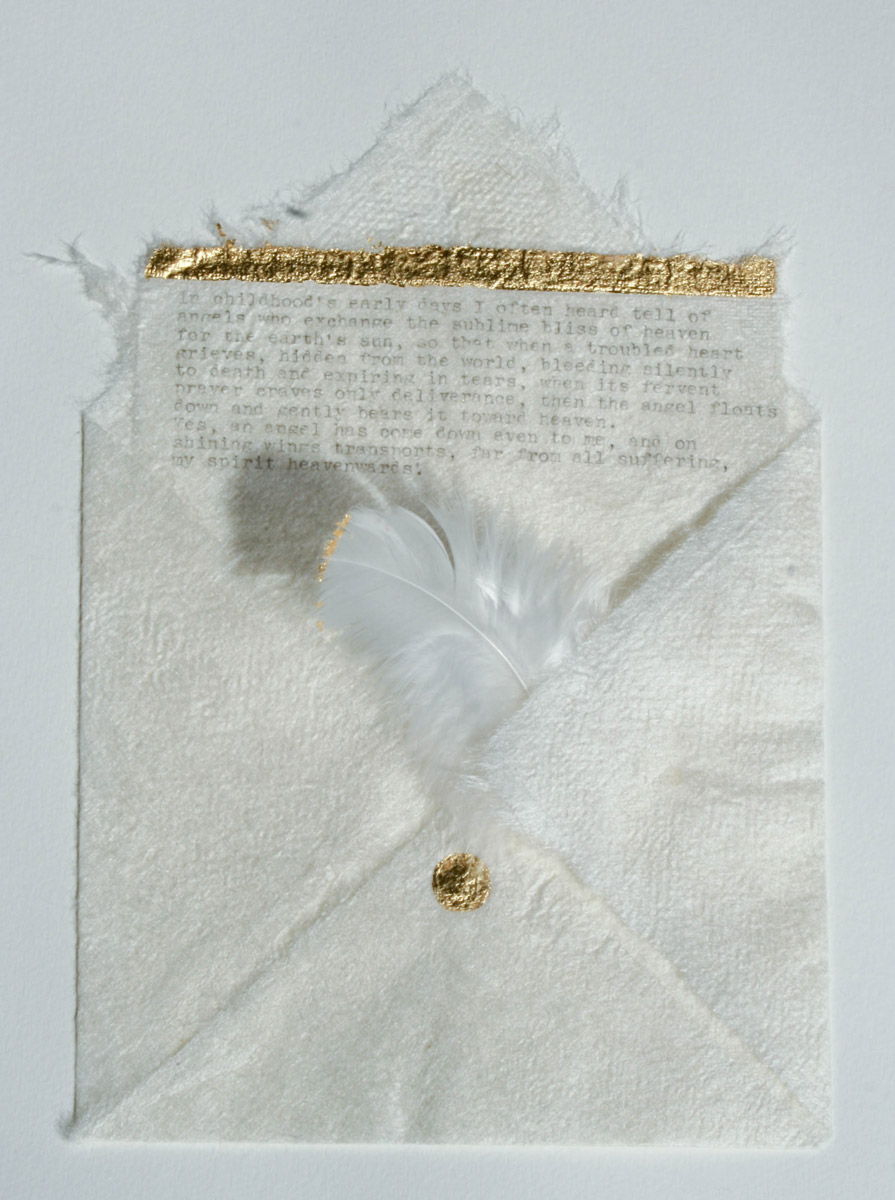 In childhood's early days I often heard tell of
angels who exchange the sublime bliss of heaven
for the earth's sun, so that when a troubled heart
grieves, hidden from the world, bleeding silently
to death and expiring in tears, when its fervent
prayer craves only deliverance, then the angel floats
down and gently bears it toward heaven.
Yes, an angel has come down even to me, and on
shining wings transports, far from all suffering,
my spirit heavenwards!